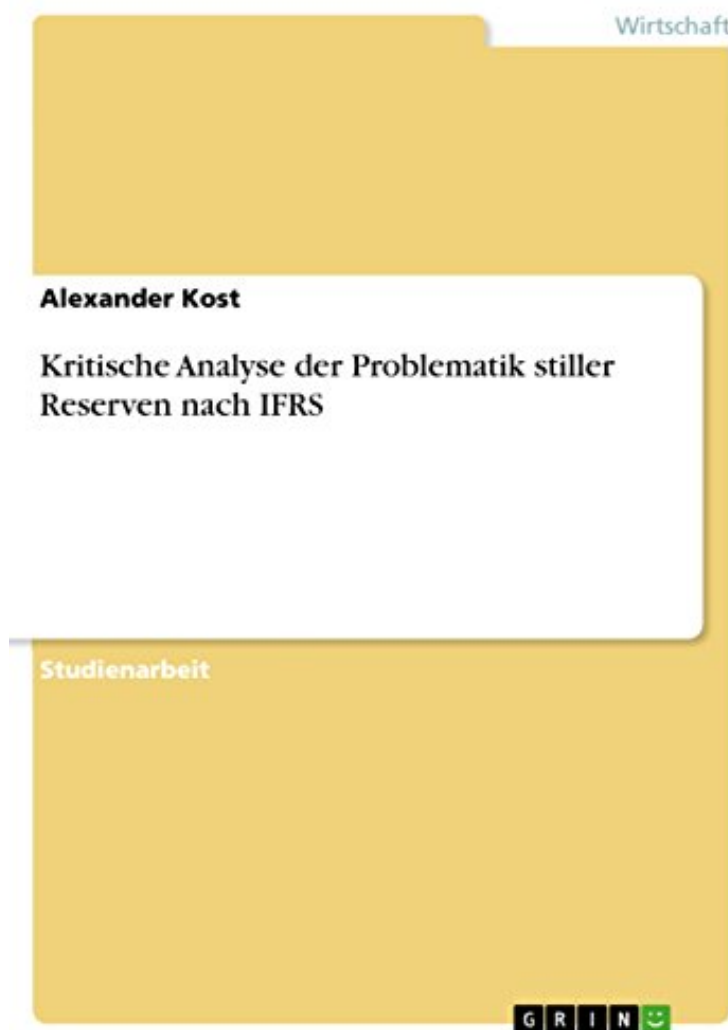 Wirtschaft
Alexander Kost
Kritische Analyse der Problematik stiller
Reserven nach IFRS
Studienarbeit
GRIN